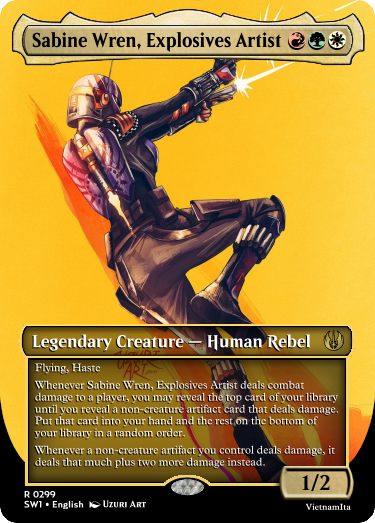 Sabine Wren, Explosives Artist
Legendary Creature — Human Rebel
Flying, Haste
Whenever Sabine Wren, Explosives Artist deals combat
damage to a player, you may reveal the top card of your library
until you reveal a non-creature artifact card that deals damage.
Put that card into your hand and the rest on the bottom of
your library in a random order.
Whenever a non-creature artifact you control deals damage, it
deals that much plus two more damage instead.
1/2
R 0299
SW1 • English Uzuri Art
VietnamIta